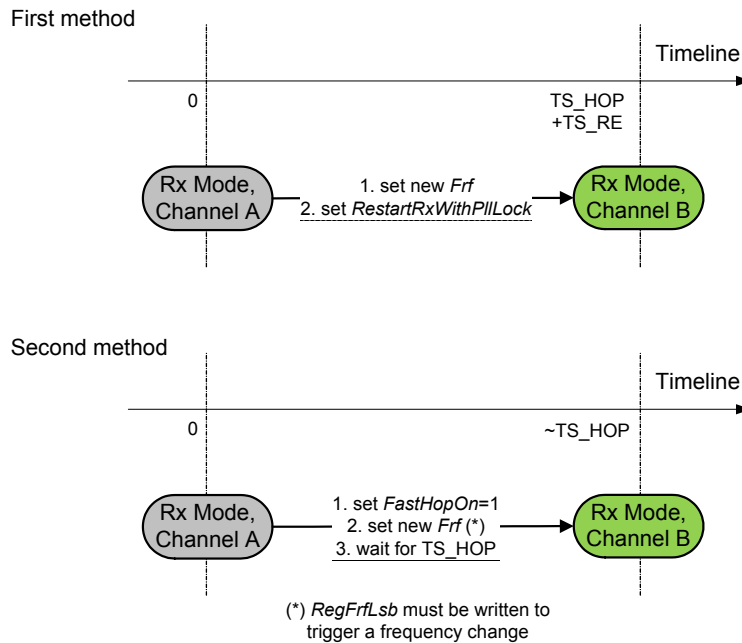 First method
Timeline
0
TS_HOP
+TS_RE
Rx Mode,
Channel A
1. set new Frf
2. set RestartRxWithPllLock
Rx Mode,
Channel B
Second method
Timeline
0
~TS_HOP
Rx Mode,
Channel A
1. set FastHopOn=1
2. set new Frf (*)
3. wait for TS_HOP
Rx Mode,
Channel B
(*) RegFrfLsb must be written to
trigger a frequency change